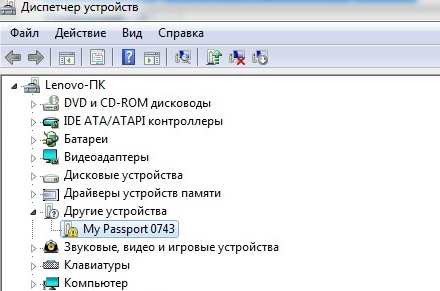 Диспетчер устройств
Файл Действие Вид Справка
Lenovo-ПК
DVD и CD-ROM дисководы
IDE ATA/ATAPI контроллеры
Батареи
Видеоадаптеры
Дисковые устройства
Драйверы устройств памяти
Другие устройства
My Passport 0743
Звуковые, видео и игровые устройства
Клавиатуры
Компьютер